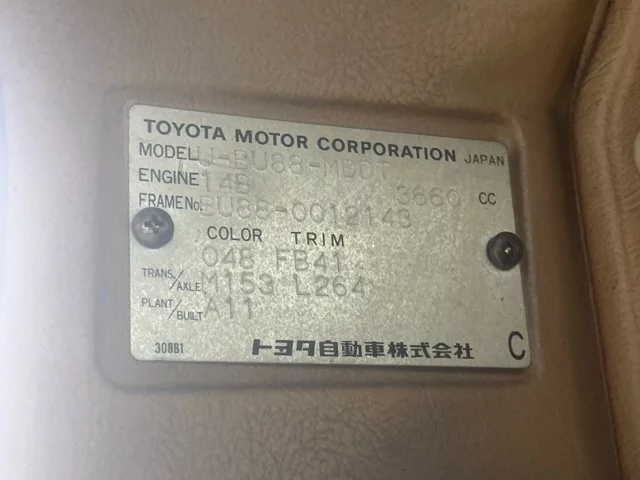 TOYOTA MOTOR CORPORATION JAPAN
MODEL U-BU88-MDDT
ENGINE 14B 3660 CC
FRAME No. BU88-0012143
COLOR TRIM
048 FB41
TRANS./AXLE M153 L264
PLANT/BUILT A11
30BB1 トヨタ自動車株式会社 C